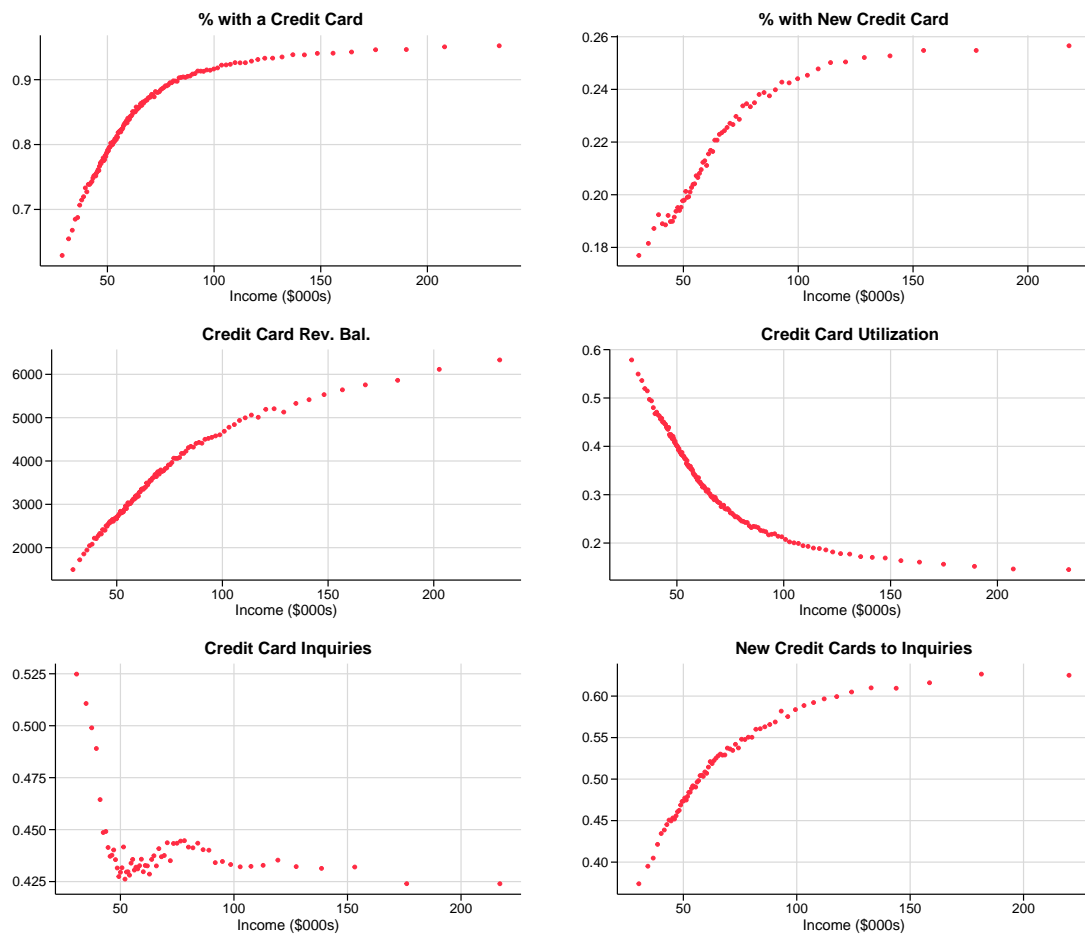 % with a Credit Card
0.9
0.8
0.7
50 100 150 200
Income ($000s)
% with New Credit Card
0.26
0.24
0.22
0.20
0.18
50 100 150 200
Income ($000s)
Credit Card Rev. Bal.
6000
5000
4000
3000
2000
50 100 150 200
Income ($000s)
Credit Card Utilization
0.6
0.5
0.4
0.3
0.2
50 100 150 200
Income ($000s)
Credit Card Inquiries
0.525
0.500
0.475
0.450
0.425
50 100 150 200
Income ($000s)
New Credit Cards to Inquiries
0.60
0.55
0.50
0.45
0.40
50 100 150 200
Income ($000s)